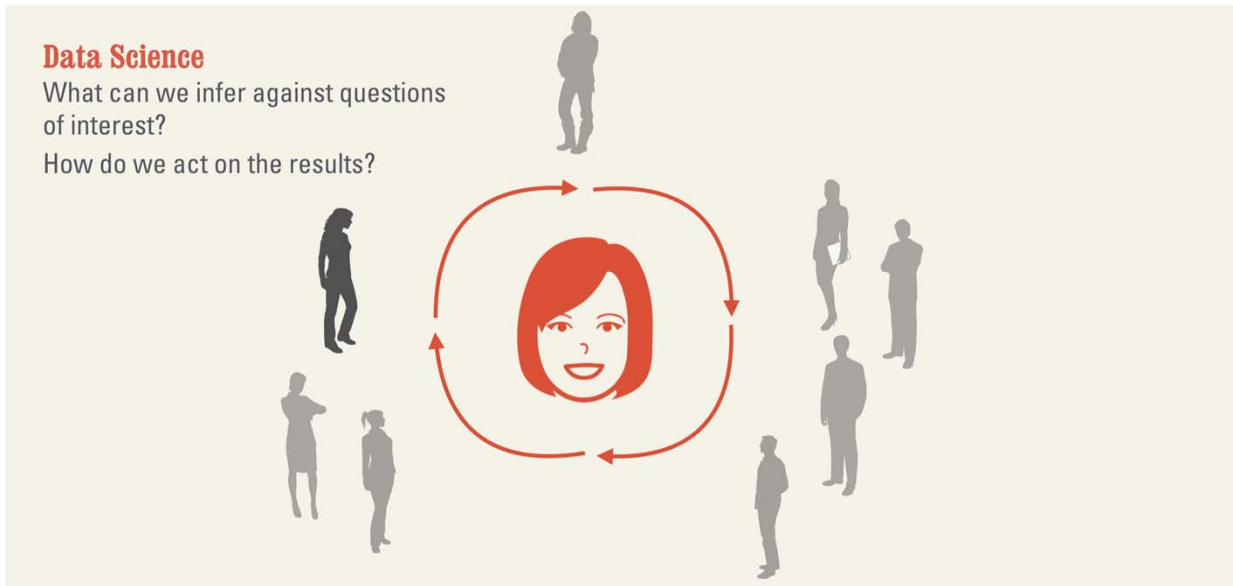 Data Science
What can we infer against questions
of interest?
How do we act on the results?